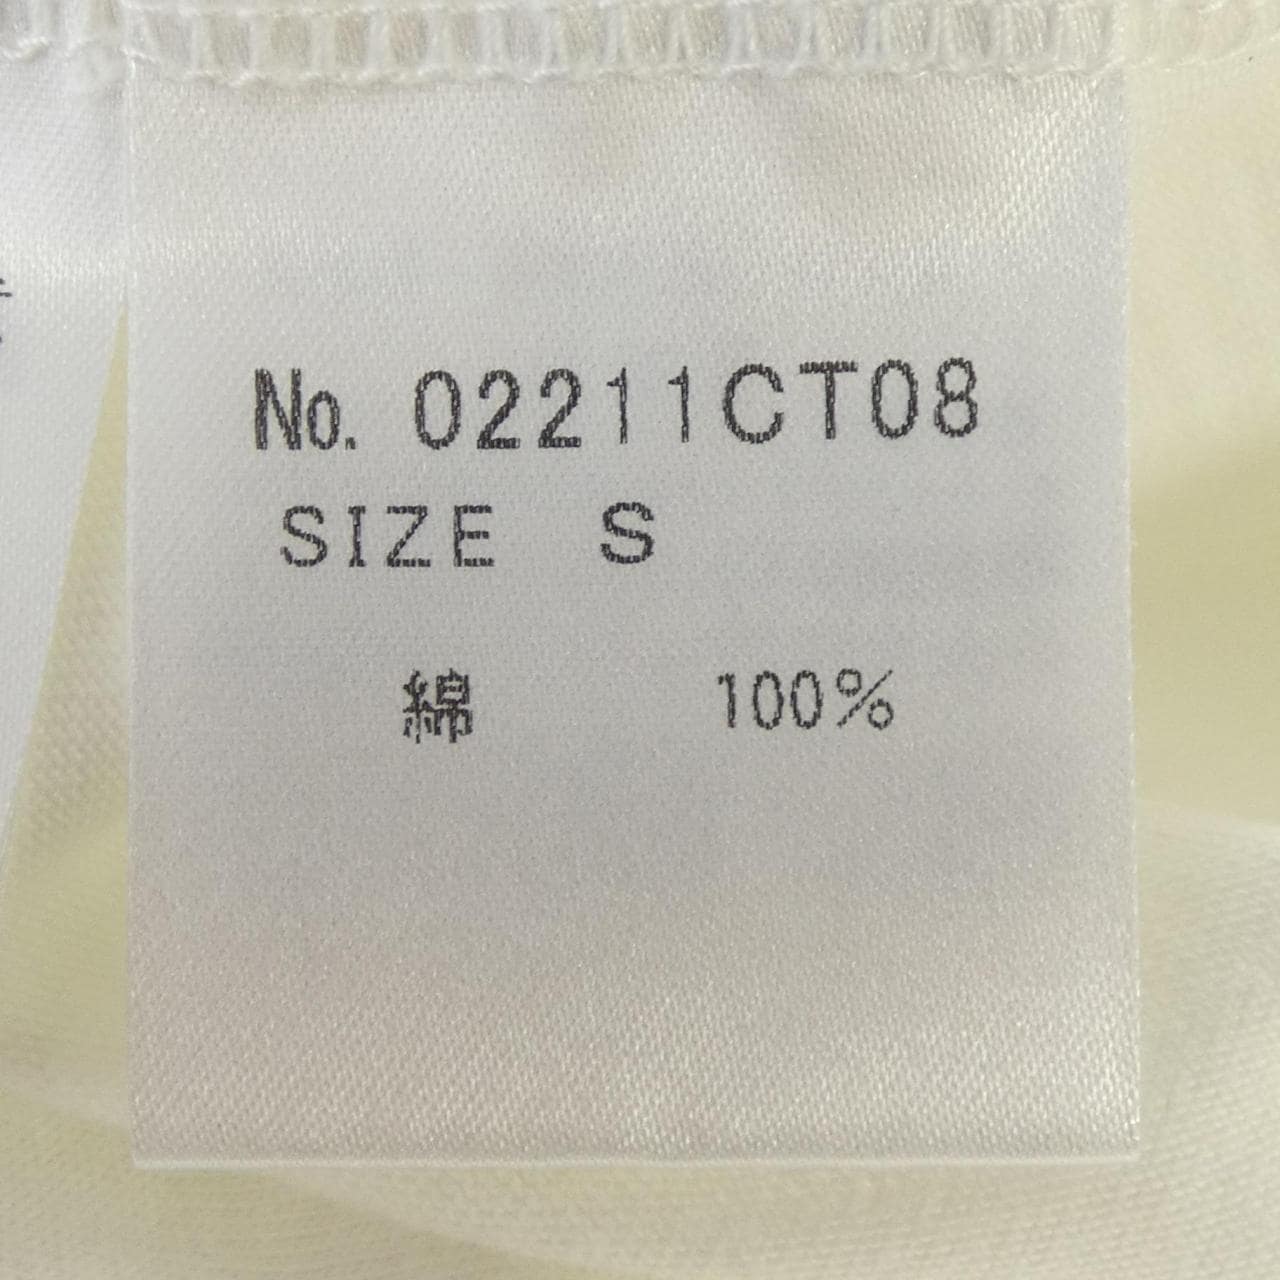 No. 02211CT08
SIZE S
綿 100%